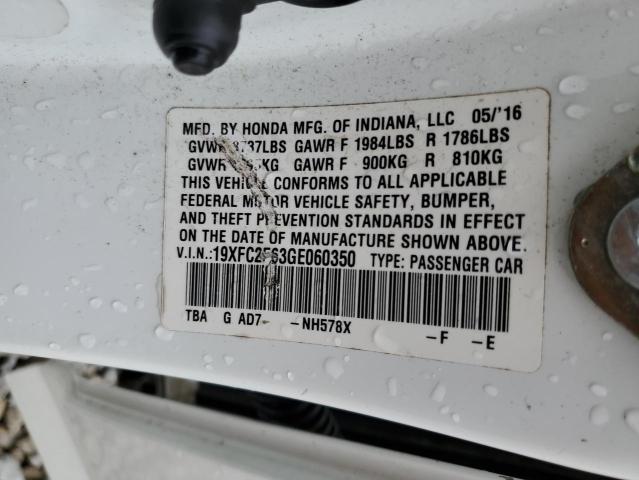 MFD. BY HONDA MFG. OF INDIANA, LLC 05/'16
GAWR F 1984LBS R 1786LBS
GVWR GAWR F 900KG R 810KG
THIS VEHICLE CONFORMS TO ALL APPLICABLE
FEDERAL MOTOR VEHICLE SAFETY, BUMPER,
AND THEFT PREVENTION STANDARDS IN EFFECT
ON THE DATE OF MANUFACTURE SHOWN ABOVE.
V.I.N.: TYPE: PASSENGER CAR
TBA G AD7- -NH578X -F -E